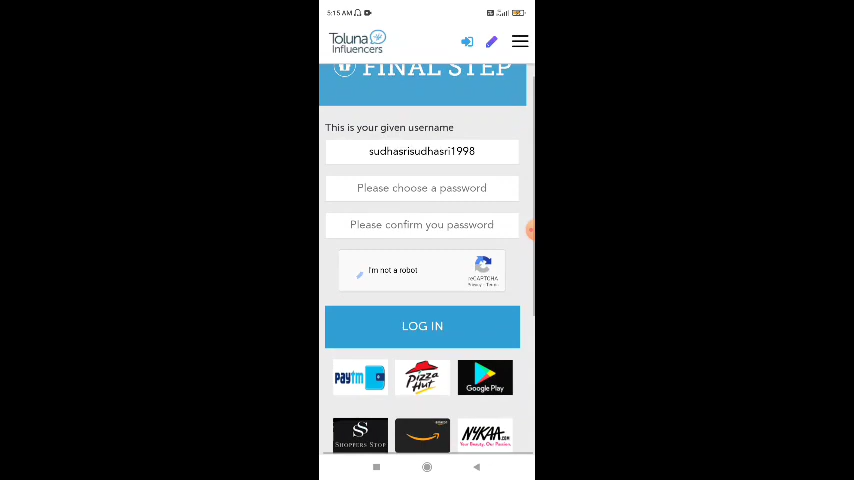 5:15 AM
Toluna
Influencers
FINAL STEP
This is your given username
sudhasrisudhasri1998
Please choose a password
Please confirm you password
I'm not a robot
reCAPTCHA
Privacy - Terms
LOG IN
paytm
Pizza
Hut
Google Play
SS
SHOPPERS STOP
amazon
NYKAA.COM
Your Beauty. Our Passion.